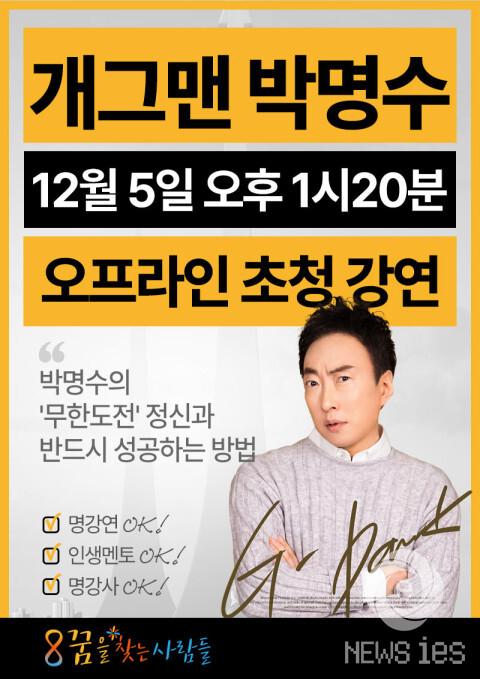 개그맨 박명수
12월 5일 오후 1시20분
오프라인 초청 강연
“
박명수의
'무한도전' 정신과
반드시 성공하는 방법
명강연 OK!
인생멘토 OK!
명강사 OK!
꿈을찾는사람들
NEWSies